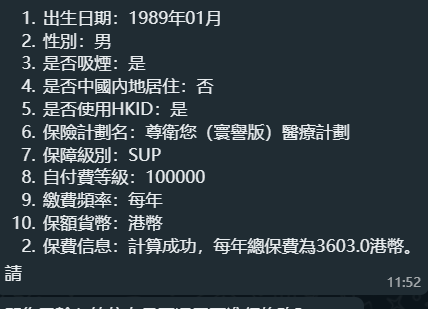 1. 出生日期：1989年01月
2. 性別：男
3. 是否吸煙：是
4. 是否中國內地居住：否
5. 是否使用HKID：是
6. 保險計劃名：尊衛您（寰譽版）醫療計劃
7. 保障級別：SUP
8. 自付費等級：100000
9. 繳費頻率：每年
10. 保額貨幣：港幣
2. 保費信息：計算成功，每年總保費為3603.0港幣。
請
11:52